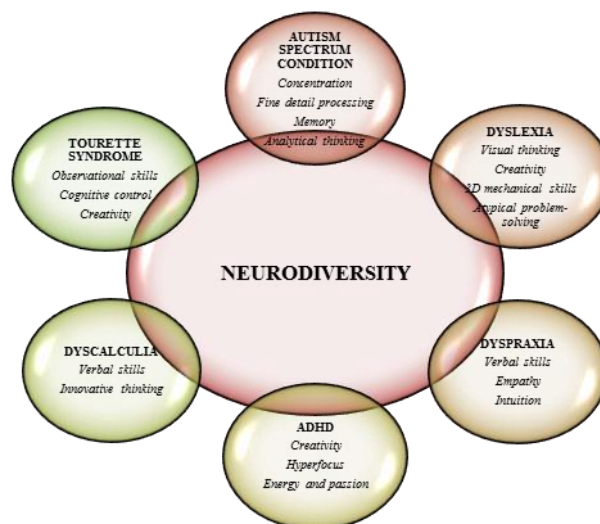 AUTISM
SPECTRUM
CONDITION
Concentration
Fine detail processing
Memory
Analytical thinking
DYSLEXIA
Visual thinking
Creativity
3D mechanical skills
Atypical problem-
solving
DYSPRAXIA
Verbal skills
Empathy
Intuition
ADHD
Creativity
Hyperfocus
Energy and passion
DYSCALCULIA
Verbal skills
Innovative thinking
TOURETTE
SYNDROME
Observational skills
Cognitive control
Creativity
NEURODIVERSITY